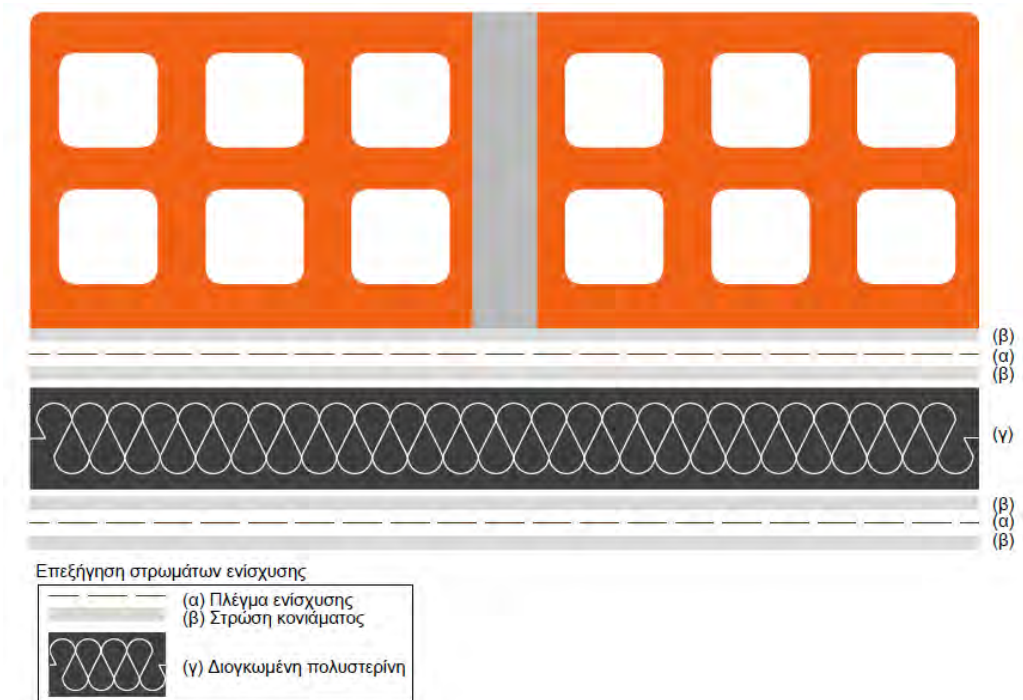 (β)
(α)
(β)
(γ)
(β)
(α)
(β)
Επεξήγηση στρωμάτων ενίσχυσης
(α) Πλέγμα ενίσχυσης
(β) Στρώση κονιάματος
(γ) Διογκωμένη πολυστερίνη